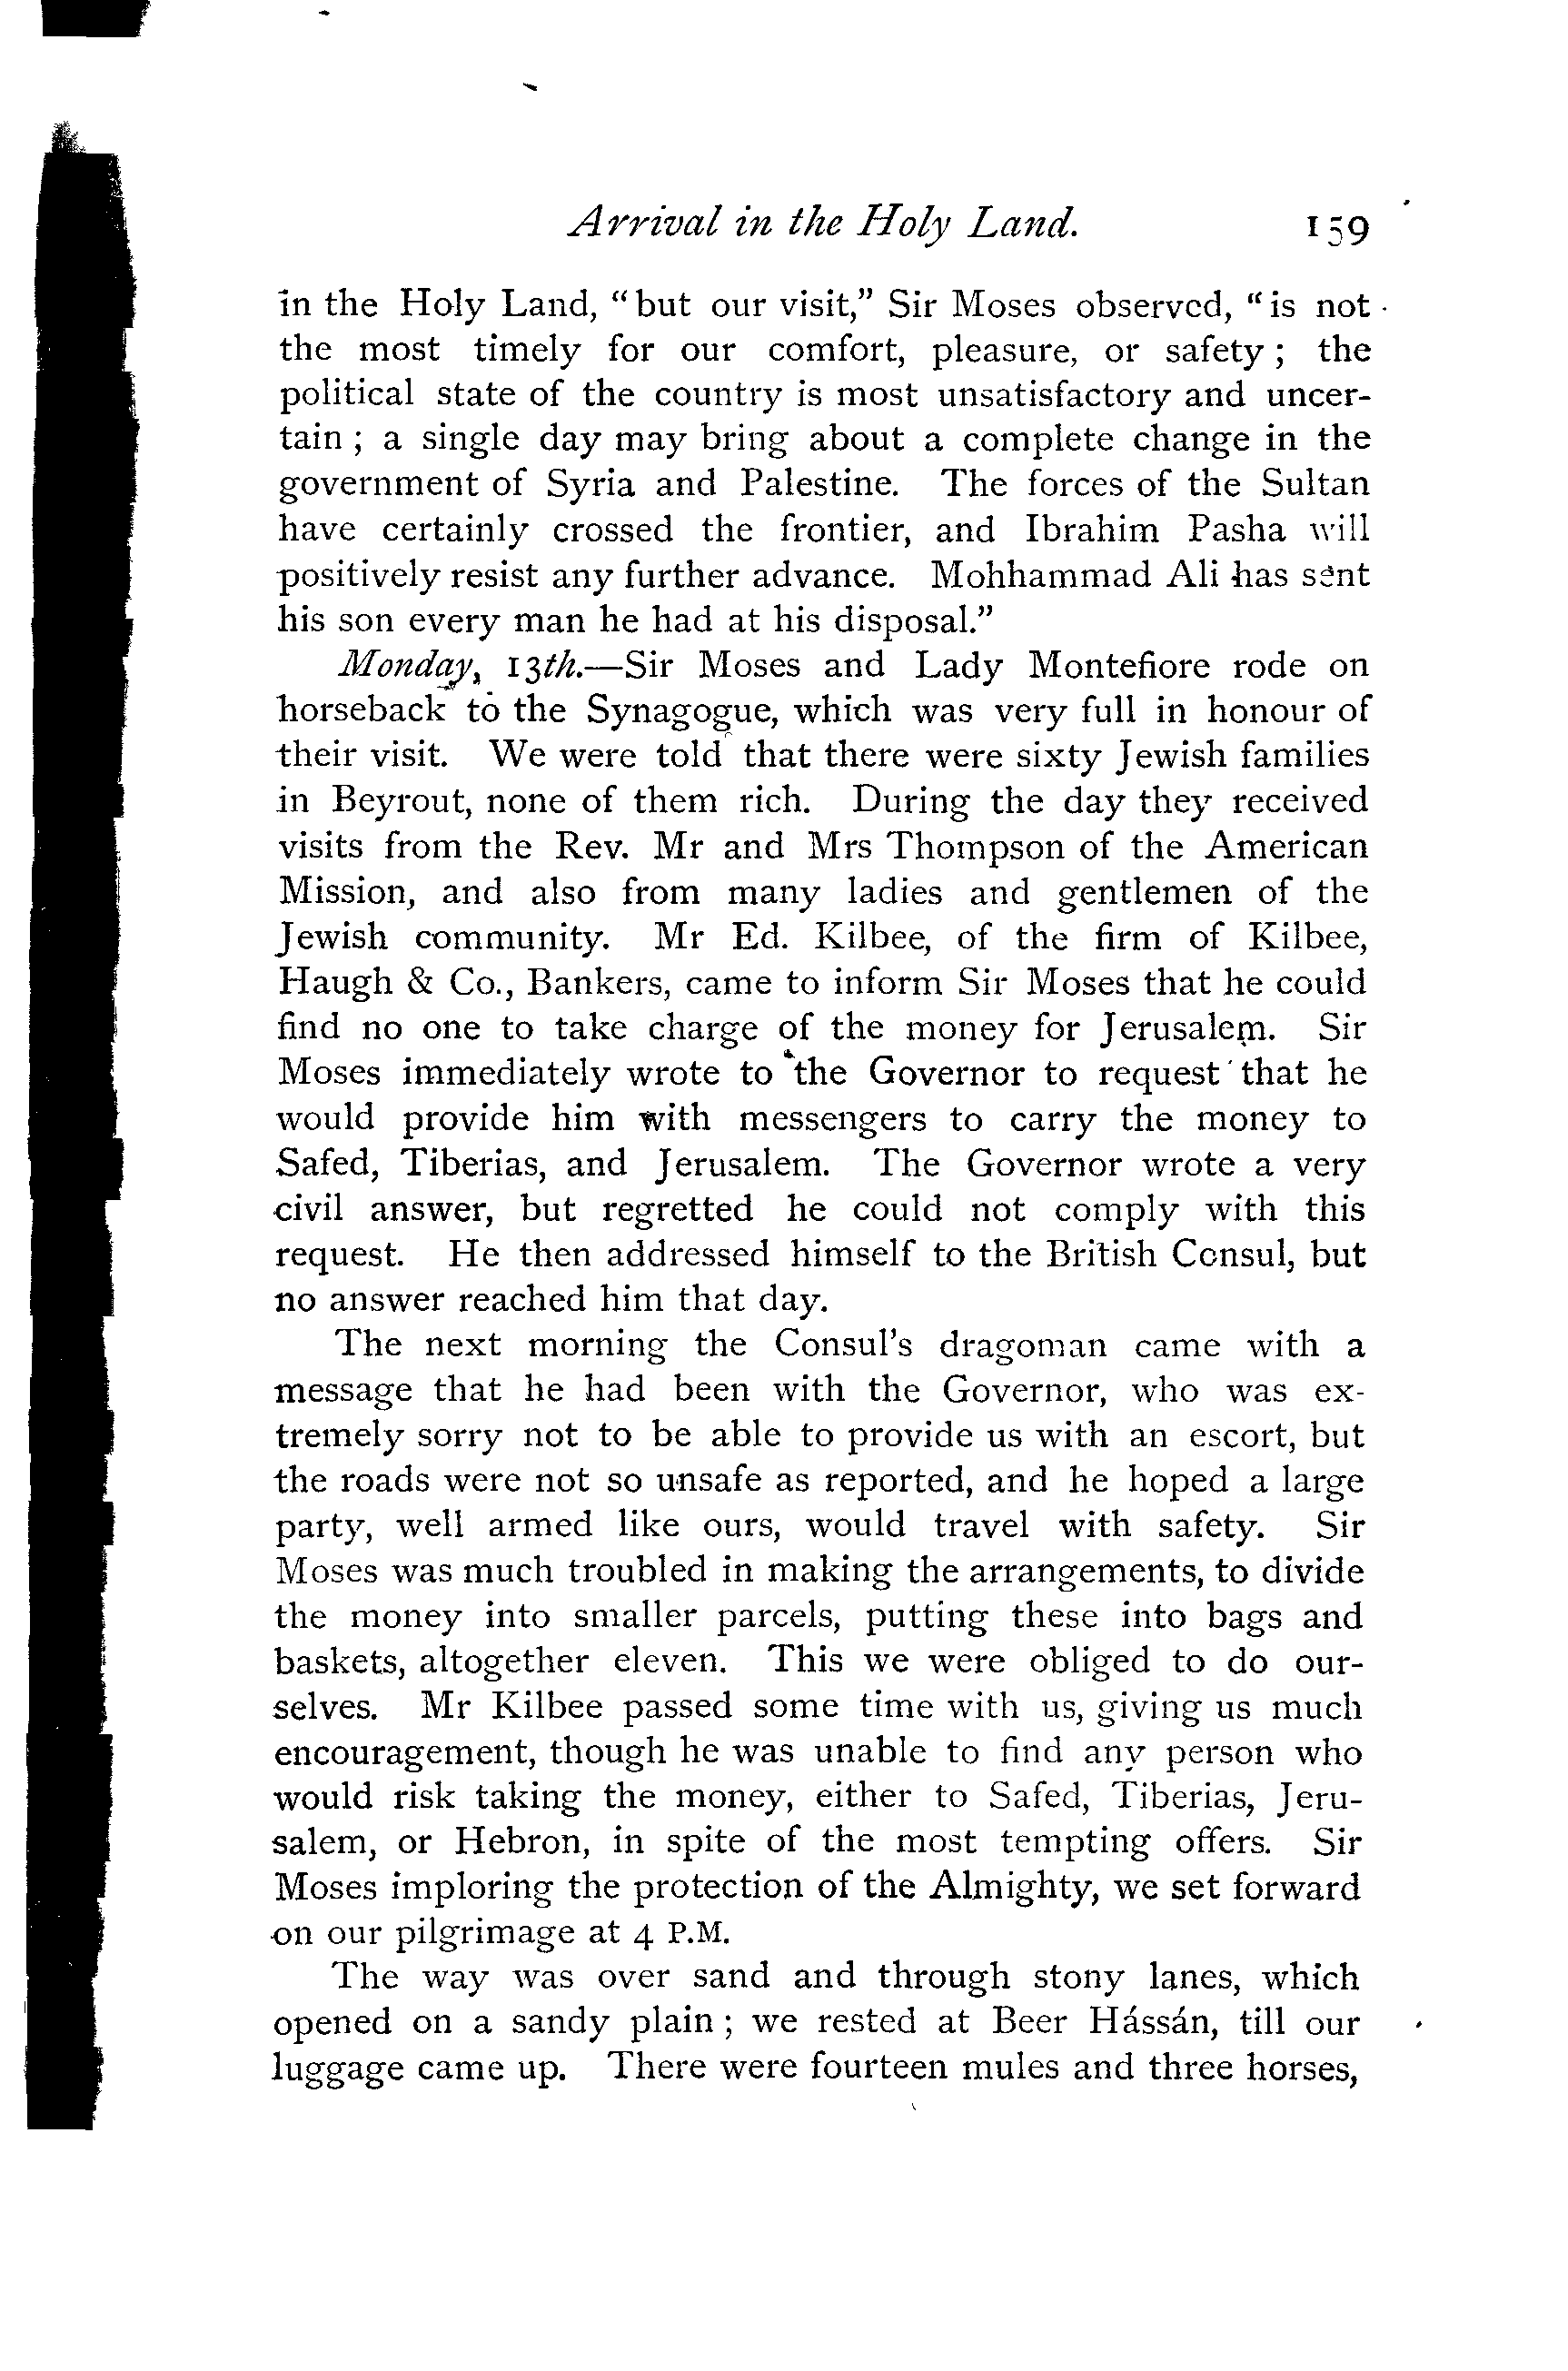 Arrival in the Holy Land. 159
in the Holy Land, "but our visit," Sir Moses observed, "is not
the most timely for our comfort, pleasure, or safety; the
political state of the country is most unsatisfactory and uncer-
tain; a single day may bring about a complete change in the
government of Syria and Palestine. The forces of the Sultan
have certainly crossed the frontier, and Ibrahim Pasha will
positively resist any further advance. Mohhammad Ali has sent
his son every man he had at his disposal."
Monday, 13th.—Sir Moses and Lady Montefiore rode on
horseback to the Synagogue, which was very full in honour of
their visit. We were told that there were sixty Jewish families
in Beyrout, none of them rich. During the day they received
visits from the Rev. Mr and Mrs Thompson of the American
Mission, and also from many ladies and gentlemen of the
Jewish community. Mr Ed. Kilbee, of the firm of Kilbee,
Haugh & Co., Bankers, came to inform Sir Moses that he could
find no one to take charge of the money for Jerusalem. Sir
Moses immediately wrote to the Governor to request that he
would provide him with messengers to carry the money to
Safed, Tiberias, and Jerusalem. The Governor wrote a very
civil answer, but regretted he could not comply with this
request. He then addressed himself to the British Consul, but
no answer reached him that day.
The next morning the Consul's dragoman came with a
message that he had been with the Governor, who was ex-
tremely sorry not to be able to provide us with an escort, but
the roads were not so unsafe as reported, and he hoped a large
party, well armed like ours, would travel with safety. Sir
Moses was much troubled in making the arrangements, to divide
the money into smaller parcels, putting these into bags and
baskets, altogether eleven. This we were obliged to do our-
selves. Mr Kilbee passed some time with us, giving us much
encouragement, though he was unable to find any person who
would risk taking the money, either to Safed, Tiberias, Jeru-
salem, or Hebron, in spite of the most tempting offers. Sir
Moses imploring the protection of the Almighty, we set forward
on our pilgrimage at 4 P.M.
The way was over sand and through stony lanes, which
opened on a sandy plain; we rested at Beer Hássán, till our
luggage came up. There were fourteen mules and three horses,